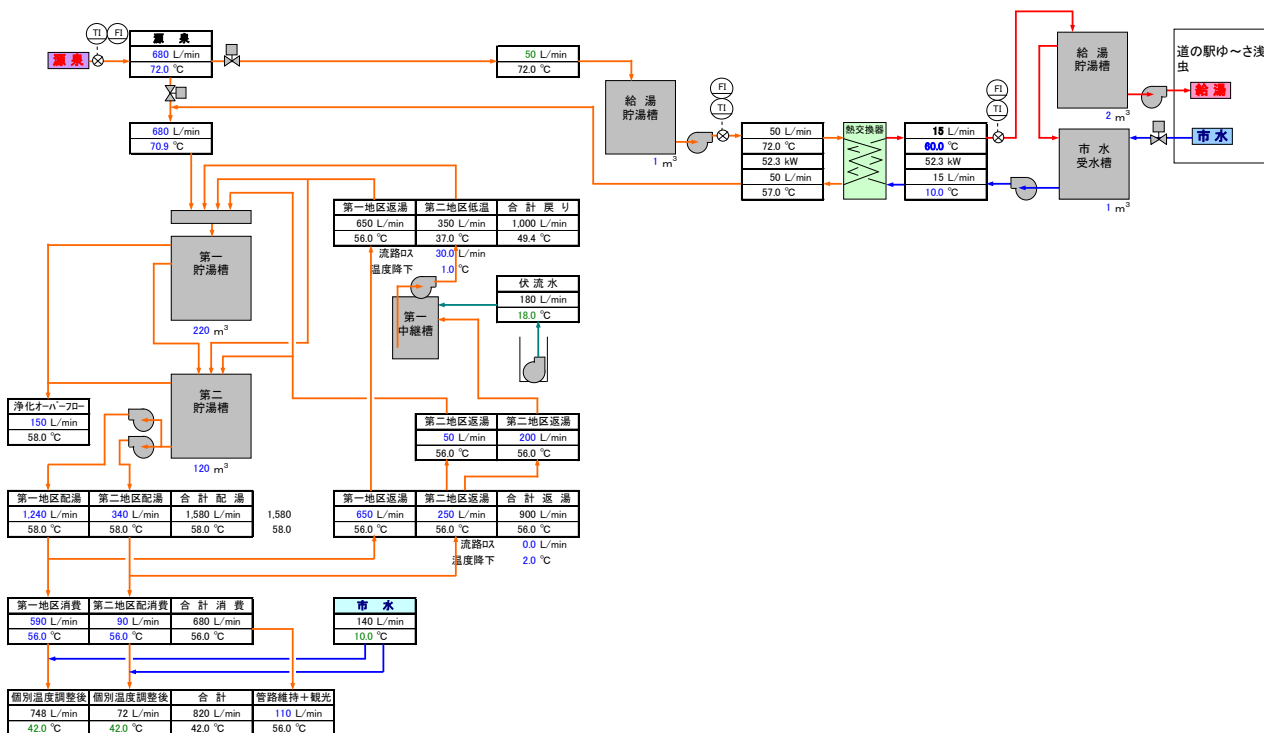 TI FI
源泉
源 泉
680 L/min
72.0 ℃
50 L/min
72.0 ℃
680 L/min
70.9 ℃
給 湯
貯湯槽
1 m³
FI
TI
50 L/min
72.0 ℃
52.3 kW
50 L/min
57.0 ℃
熱交換器
15 L/min
60.0 ℃
52.3 kW
15 L/min
10.0 ℃
FI
TI
給 湯
貯湯槽
2 m³
市 水
受水槽
1 m³
道の駅ゆ～さ浅
虫
給湯
市水
第一地区返湯 第二地区低温 合計戻り
650 L/min 350 L/min 1,000 L/min
56.0 ℃ 37.0 ℃ 49.4 ℃
流路ロス 30.0 L/min
温度降下 1.0 ℃
第一
貯湯槽
220 m³
第一
中継槽
伏流水
180 L/min
18.0 ℃
第二
貯湯槽
120 m³
浄化オーバーフロー
150 L/min
58.0 ℃
第二地区返湯 第二地区返湯
50 L/min 200 L/min
56.0 ℃ 56.0 ℃
第一地区配湯 第二地区配湯 合計配湯
1,240 L/min 340 L/min 1,580 L/min 1,580
58.0 ℃ 58.0 ℃ 58.0 ℃ 58.0
第一地区返湯 第二地区返湯 合計返湯
650 L/min 250 L/min 900 L/min
56.0 ℃ 56.0 ℃ 56.0 ℃
流路ロス 0.0 L/min
温度降下 2.0 ℃
第一地区消費 第二地区配消費 合計消費
590 L/min 90 L/min 680 L/min
56.0 ℃ 56.0 ℃ 56.0 ℃
市 水
140 L/min
10.0 ℃
個別温度調整後 個別温度調整後 合 計 管路維持＋観光
748 L/min 72 L/min 820 L/min 110 L/min
42.0 ℃ 42.0 ℃ 42.0 ℃ 56.0 ℃